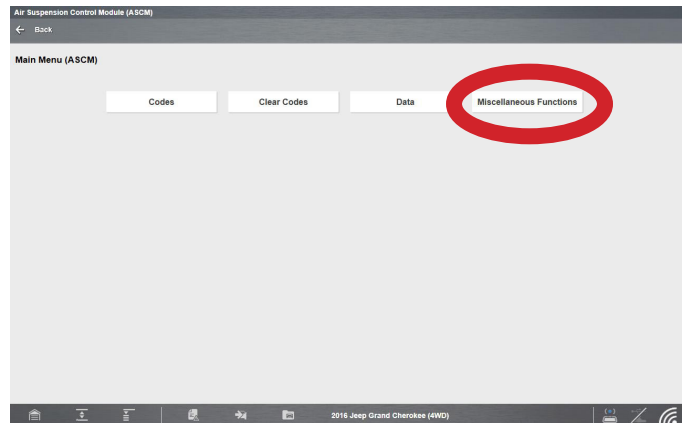 Air Suspension Control Module (ASCM)
← Back
Main Menu (ASCM)
Codes Clear Codes Data Miscellaneous Functions
2016 Jeep Grand Cherokee (4WD)